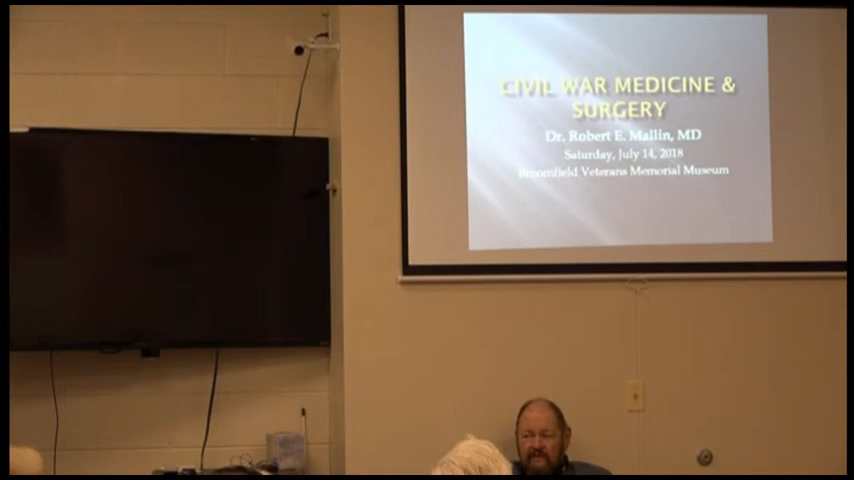 CIVIL WAR MEDICINE &
SURGERY
Dr. Robert E. Mallin, MD
Saturday, July 14, 2018
Broomfield Veterans Memorial Museum